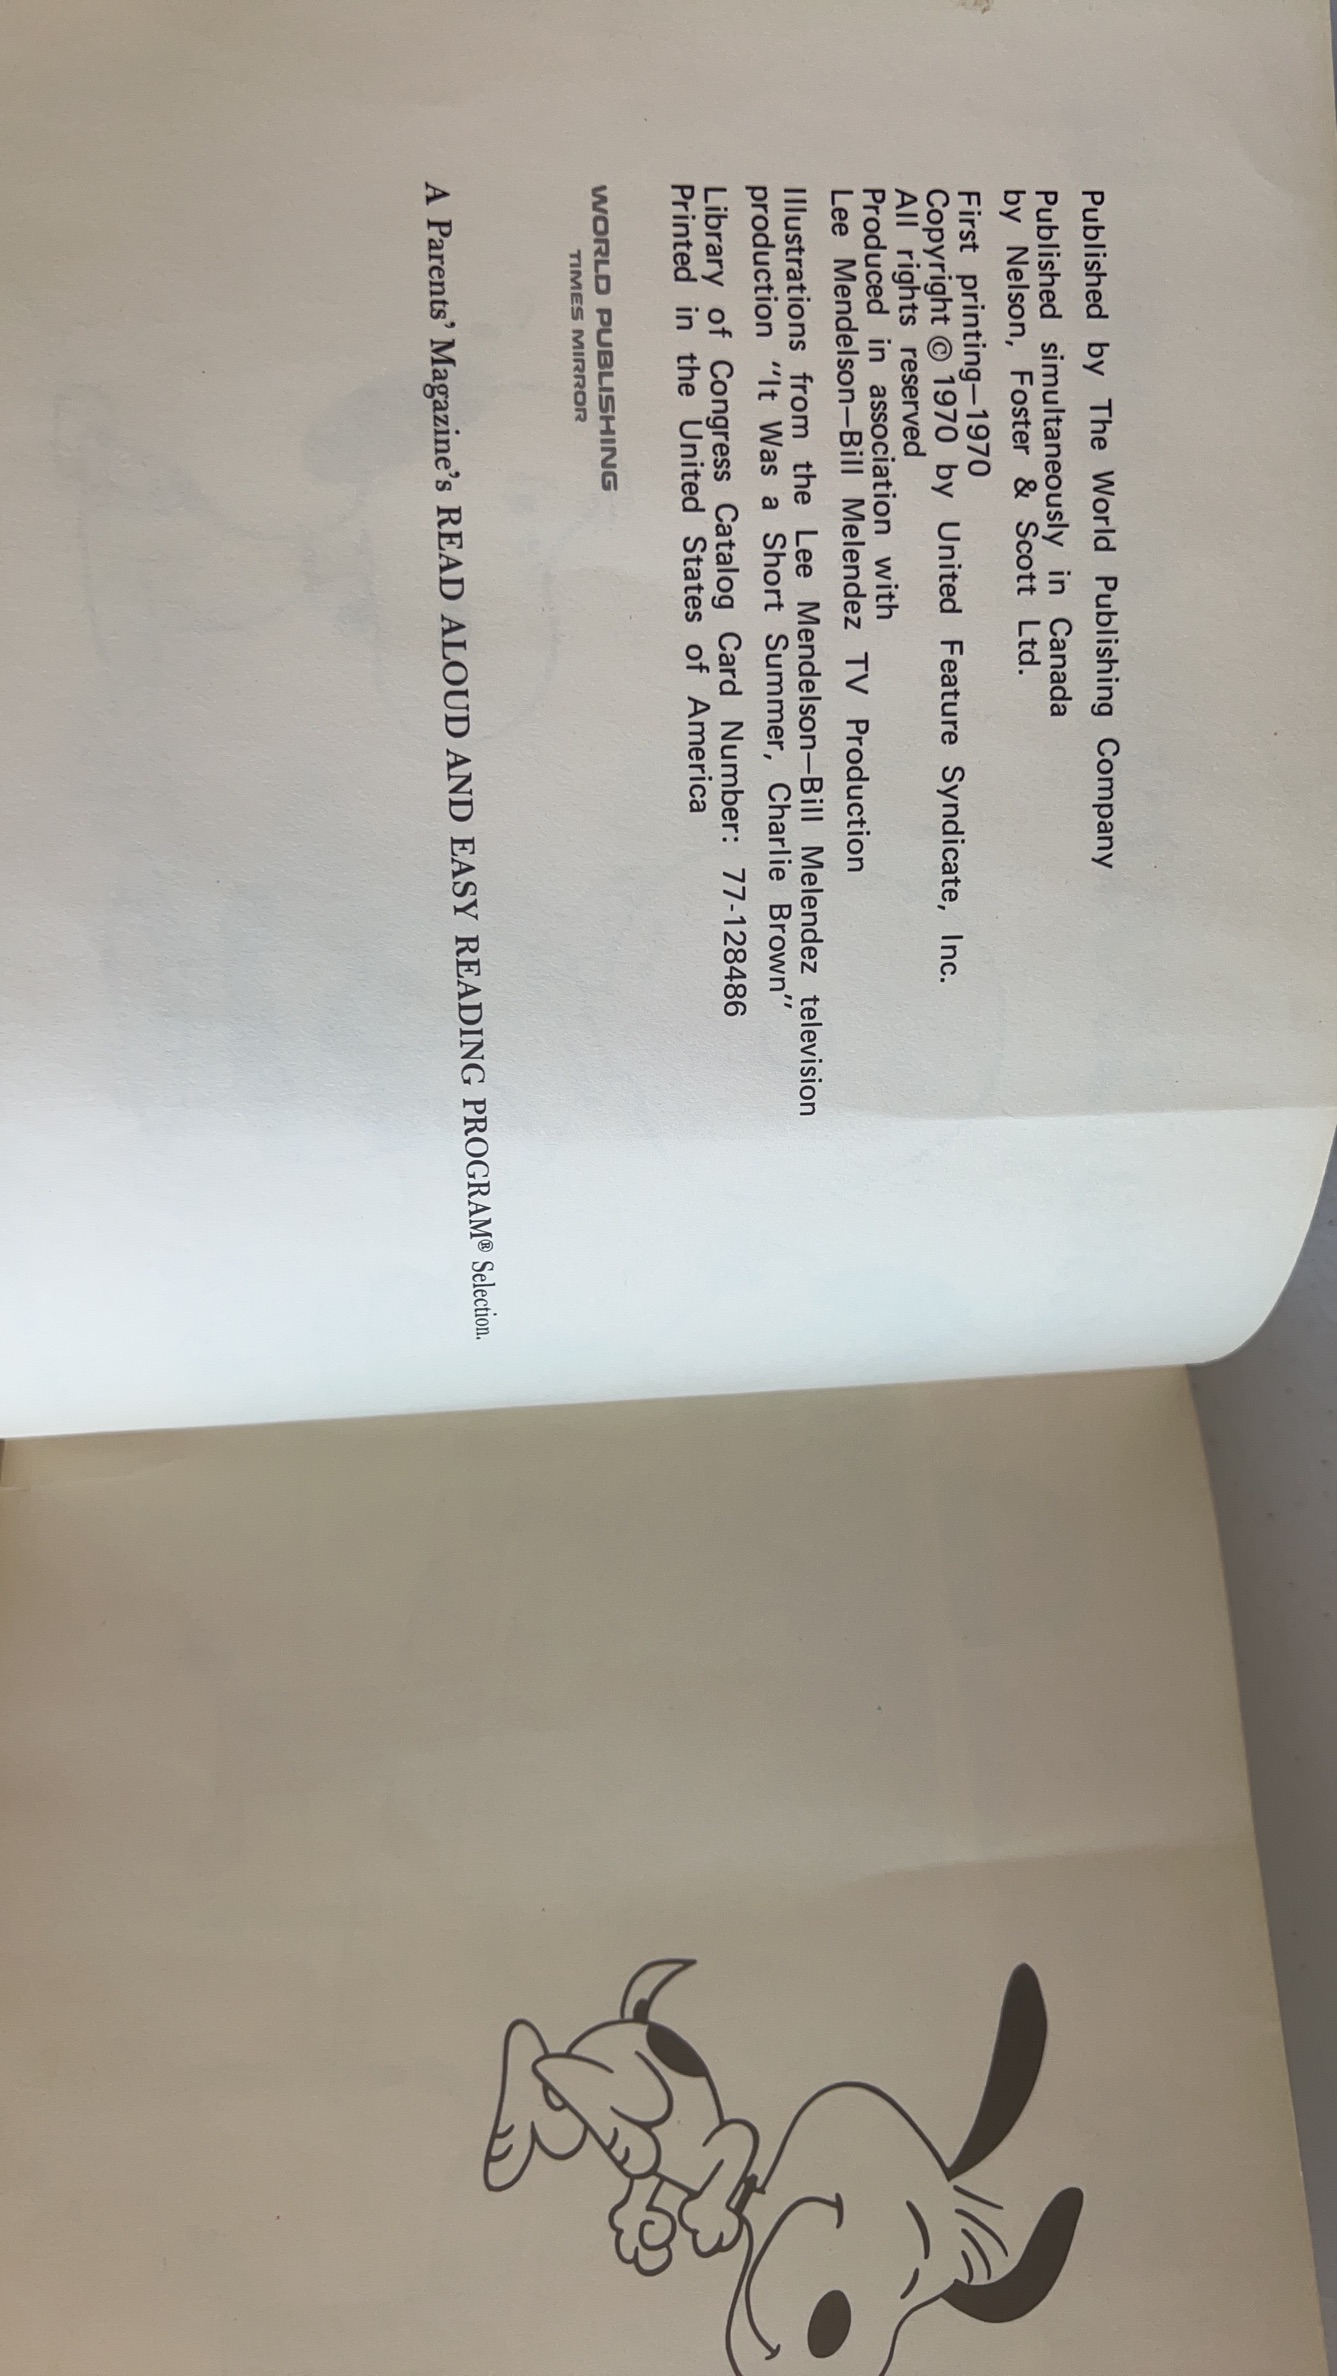 Published by The World Publishing Company
Published simultaneously in Canada
by Nelson, Foster & Scott Ltd.
First printing—1970
Copyright © 1970 by United Feature Syndicate, Inc.
All rights reserved
Produced in association with
Lee Mendelson—Bill Melendez TV Production
Illustrations from the Lee Mendelson—Bill Melendez television
production "It Was a Short Summer, Charlie Brown"
Library of Congress Catalog Card Number: 77-128486
Printed in the United States of America
WORLD PUBLISHING
TIMES MIRROR
A Parents' Magazine's READ ALOUD AND EASY READING PROGRAM® Selection.